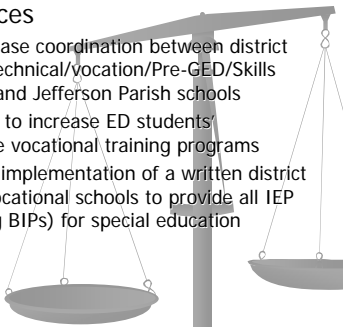 ces
ase coordination between district
echnical/vocation/Pre-GED/Skills
and Jefferson Parish schools
to increase ED students'
e vocational training programs
implementation of a written district
ocational schools to provide all IEP
g BIPs) for special education